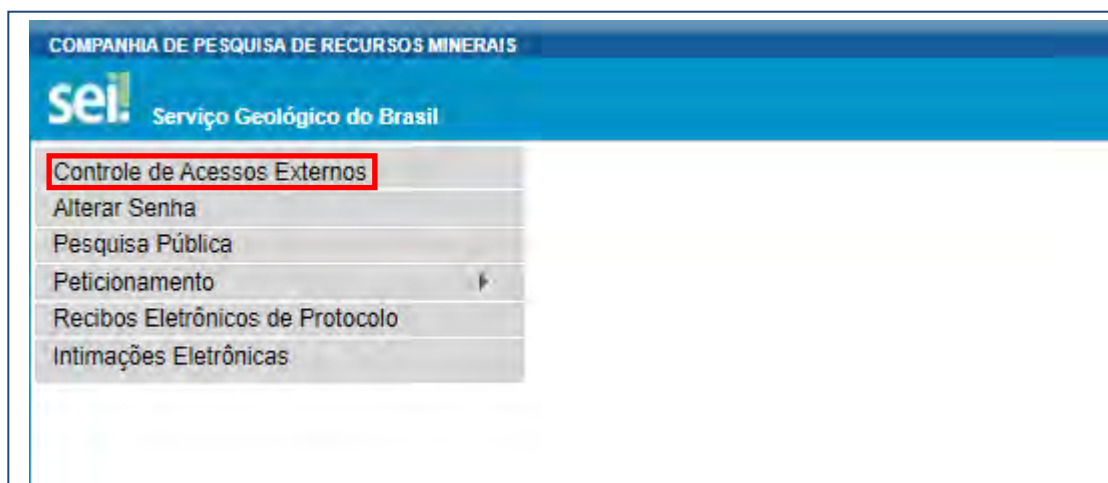 COMPANHIA DE PESQUISA DE RECURSOS MINERAIS
sei! Serviço Geológico do Brasil
Controle de Acessos Externos
Alterar Senha
Pesquisa Pública
Peticionamento
Recibos Eletrônicos de Protocolo
Intimações Eletrônicas